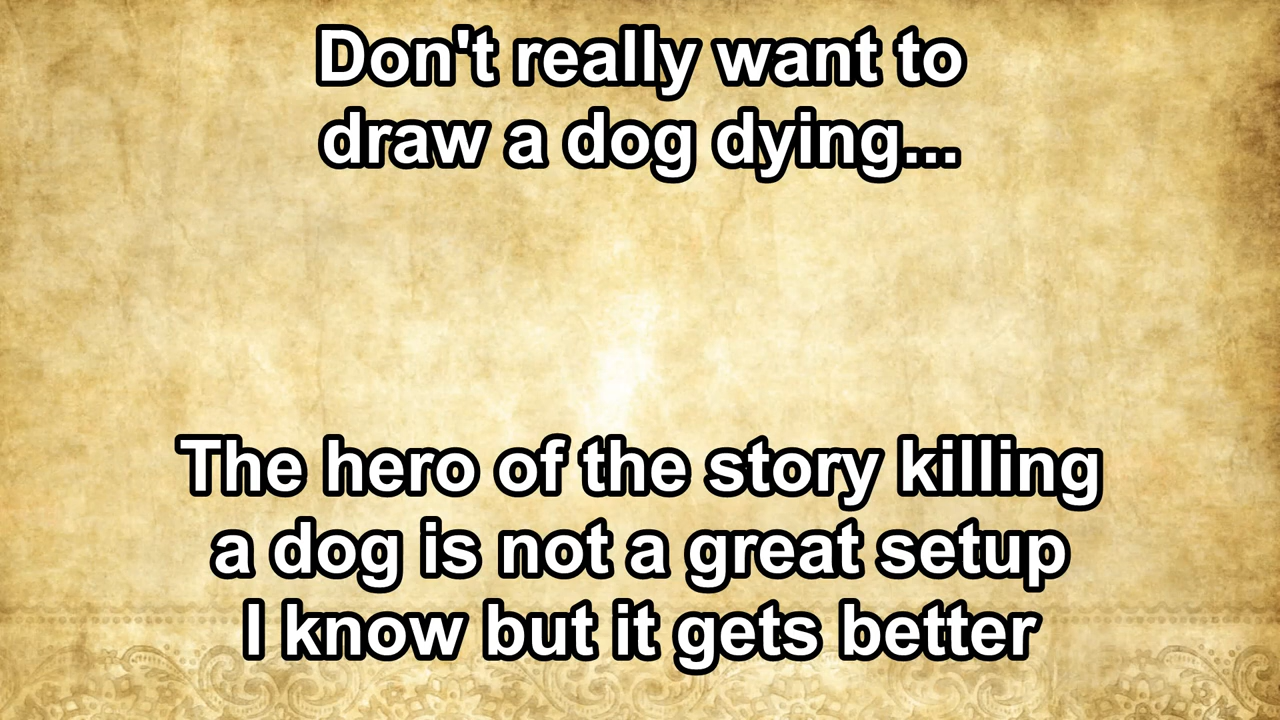 Don't really want to
draw a dog dying...
The hero of the story killing
a dog is not a great setup
I know but it gets better